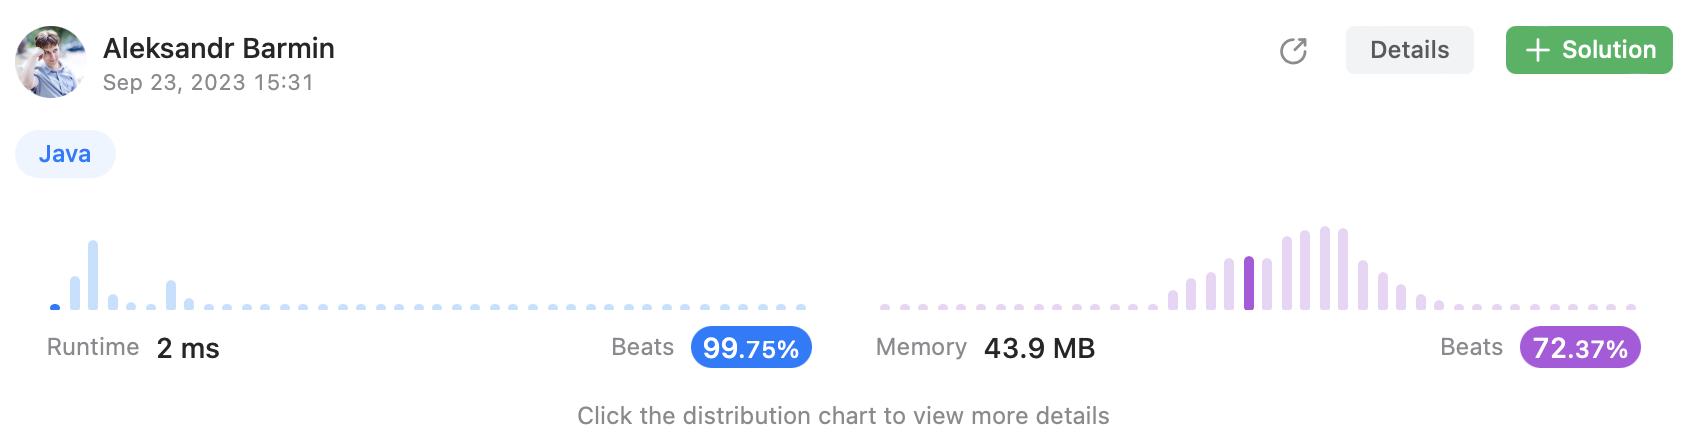 Aleksandr Barmin
Sep 23, 2023 15:31
Details
+ Solution
Java
Runtime 2 ms
Beats 99.75%
Memory 43.9 MB
Beats 72.37%
Click the distribution chart to view more details